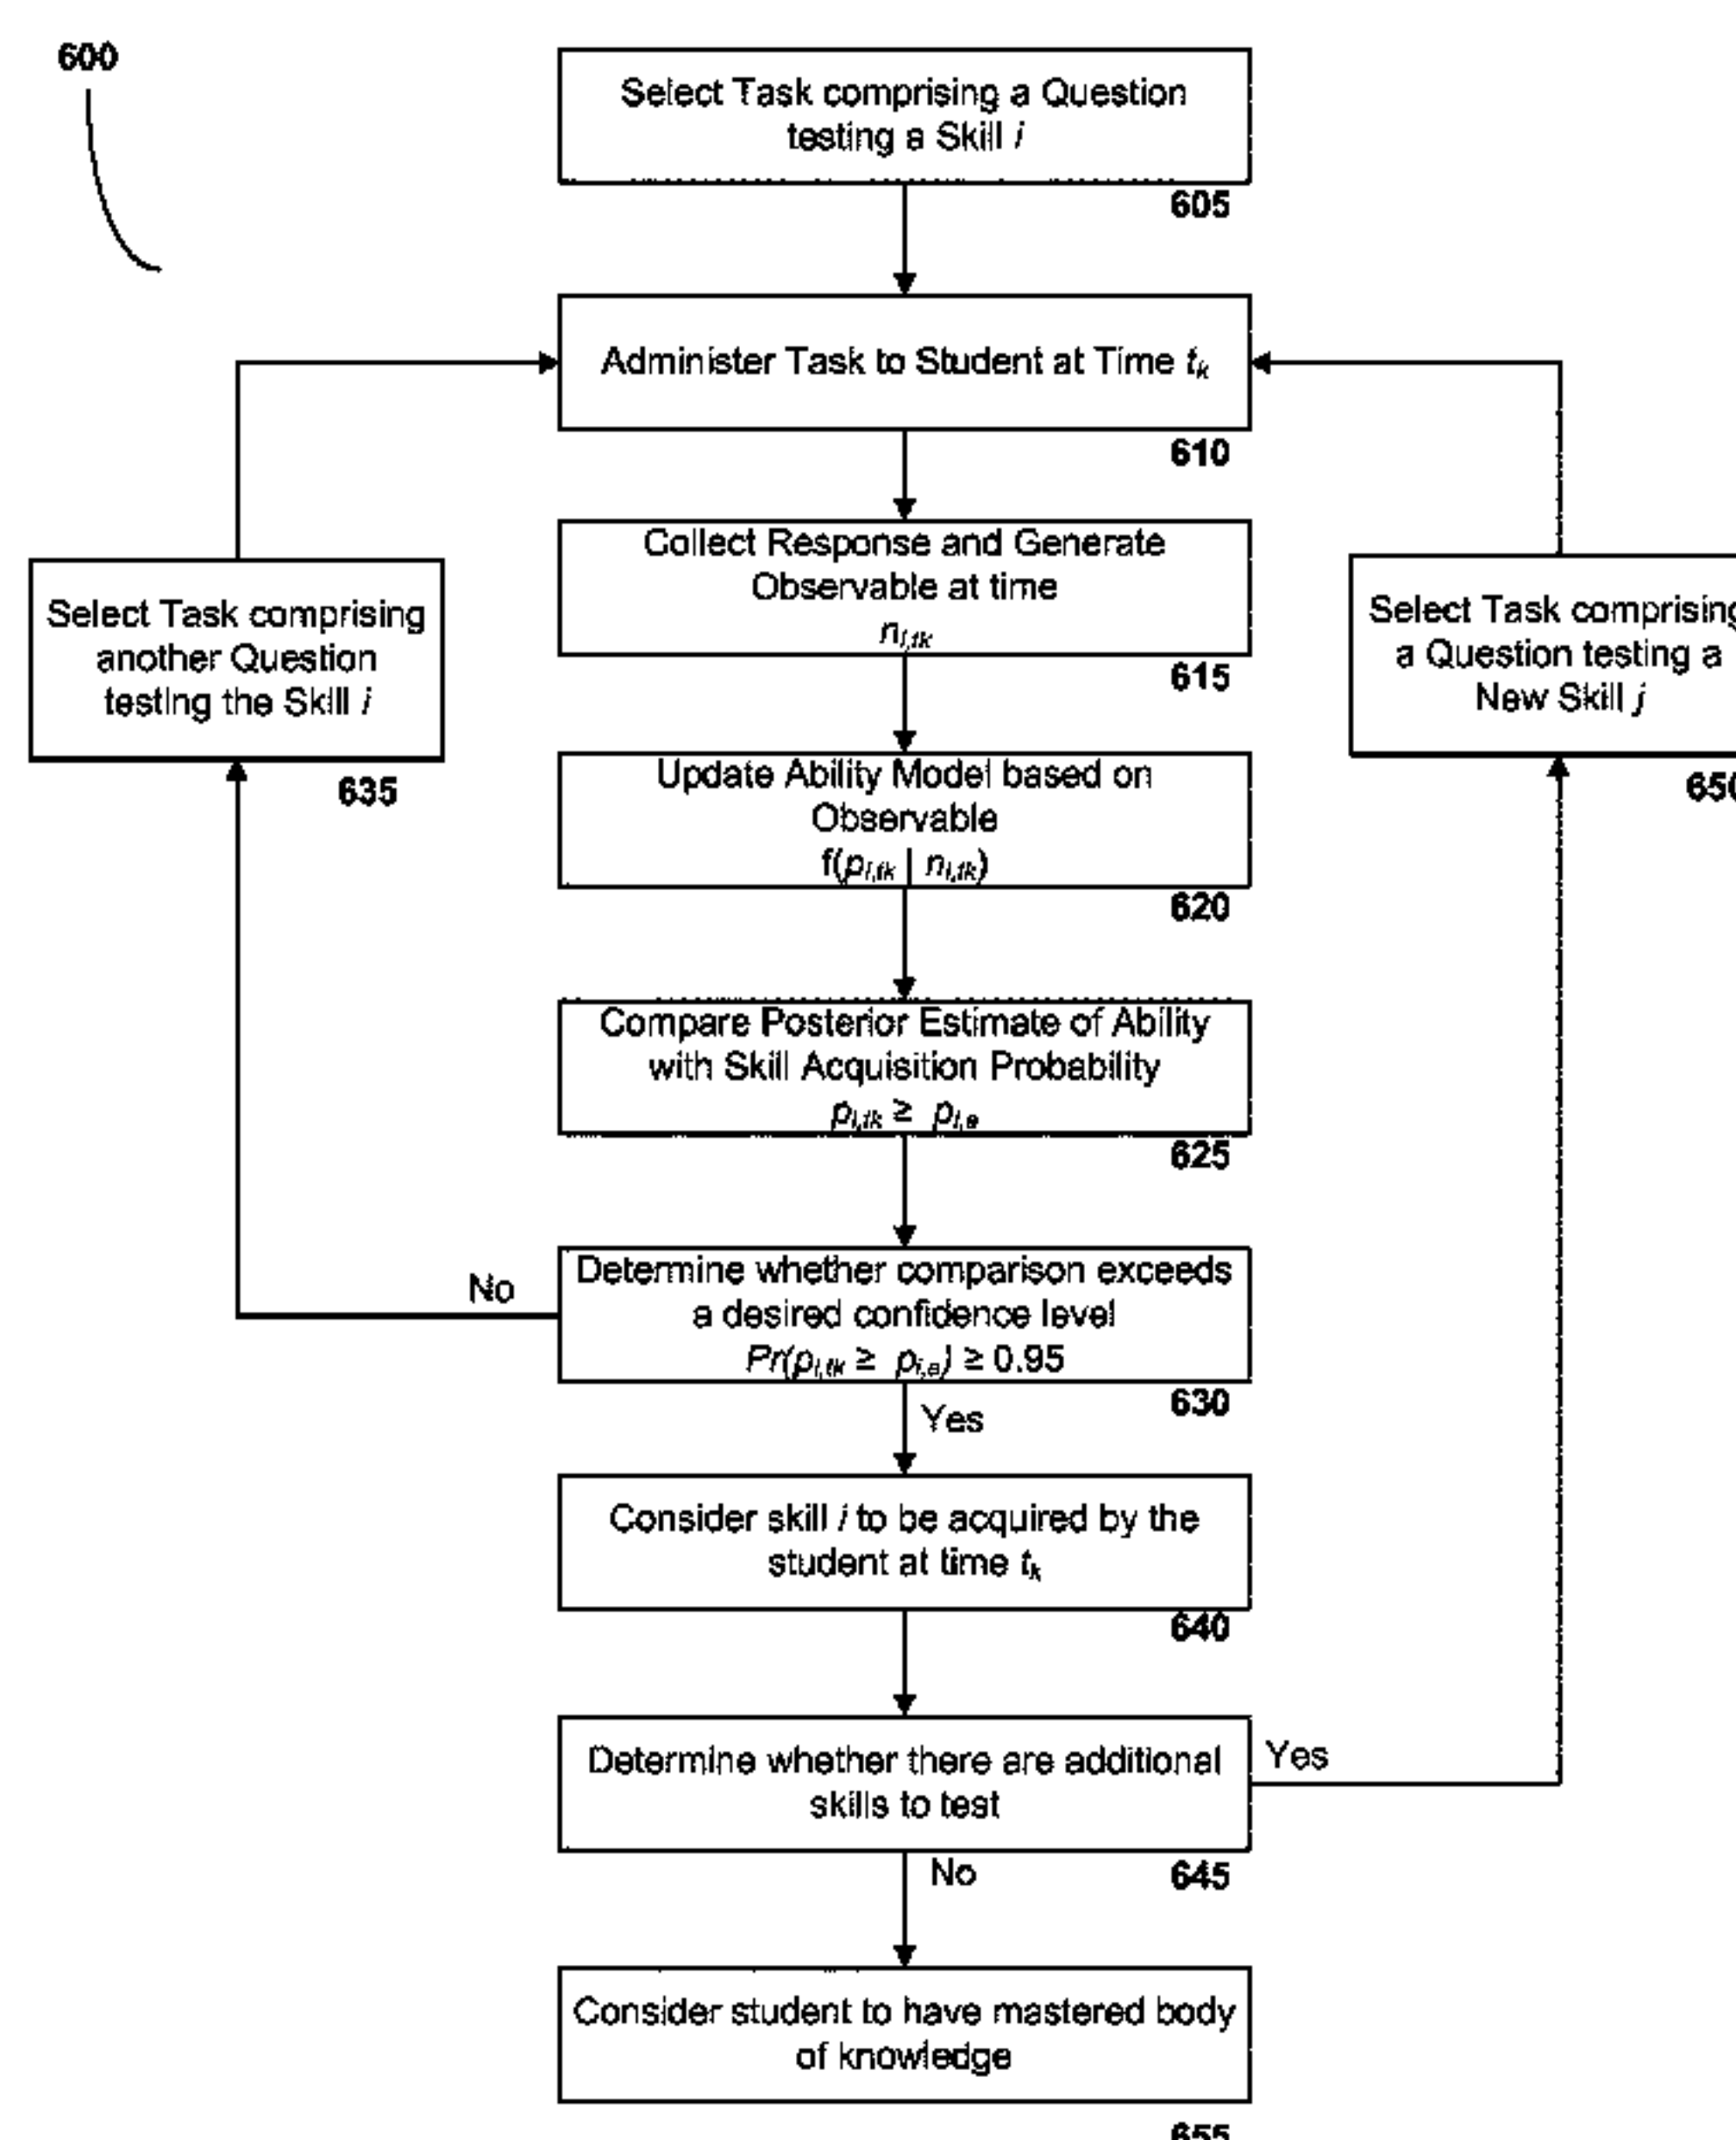 600
Select Task comprising a Question
testing a Skill i
605
Administer Task to Student at Time tk
610
Collect Response and Generate
Observable at time
ni,tk
615
Select Task comprising
another Question
testing the Skill i
635
Select Task comprising
a Question testing a
New Skill j
650
Update Ability Model based on
Observable
f(pi,tk | ni,tk)
620
Compare Posterior Estimate of Ability
with Skill Acquisition Probability
pi,tk ≥ pi,a
625
No
Determine whether comparison exceeds
a desired confidence level
Pr(pi,tk ≥ pi,a) ≥ 0.95
630
Yes
Consider skill i to be acquired by the
student at time tk
640
Determine whether there are additional
skills to test
Yes
645
No
Consider student to have mastered body
of knowledge
655